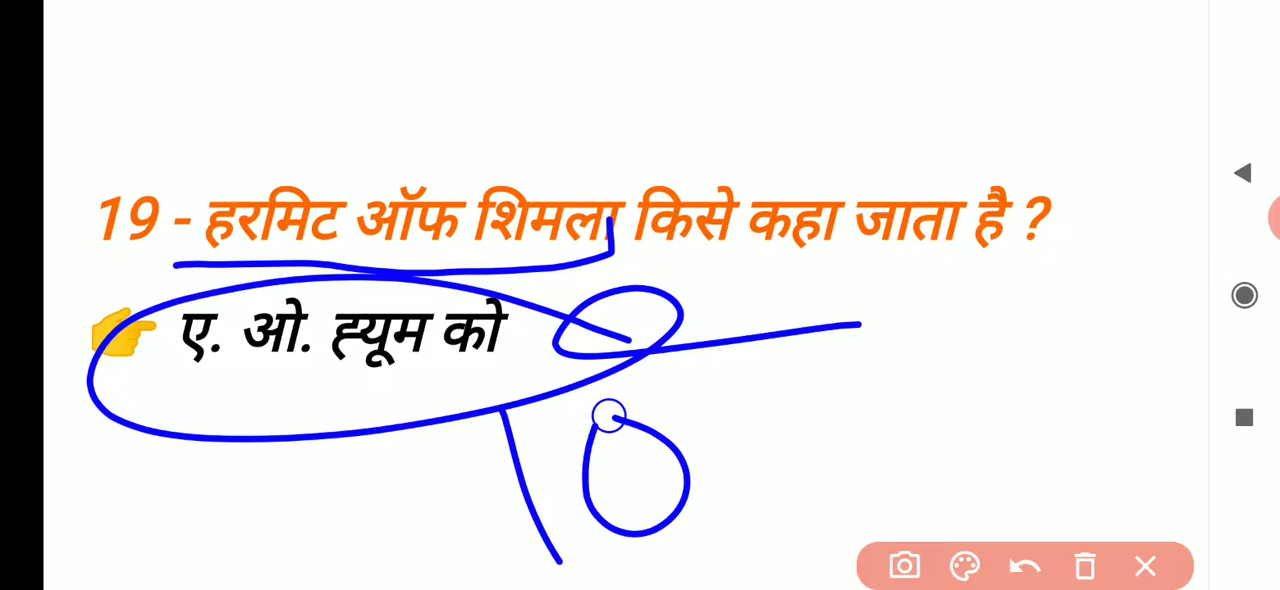 19 - हरमिट ऑफ शिमला किसे कहा जाता है ?
ए. ओ. ह्यूम को